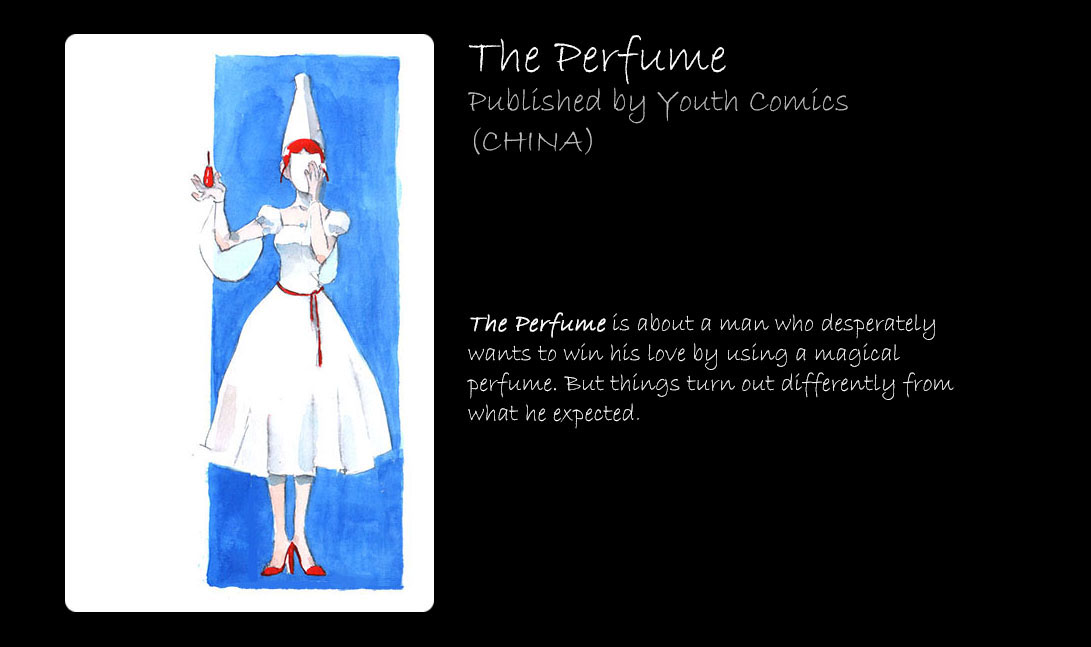 The Perfume
Published by Youth Comics
(CHINA)
The Perfume is about a man who desperately
wants to win his love by using a magical
perfume. But things turn out differently from
what he expected.